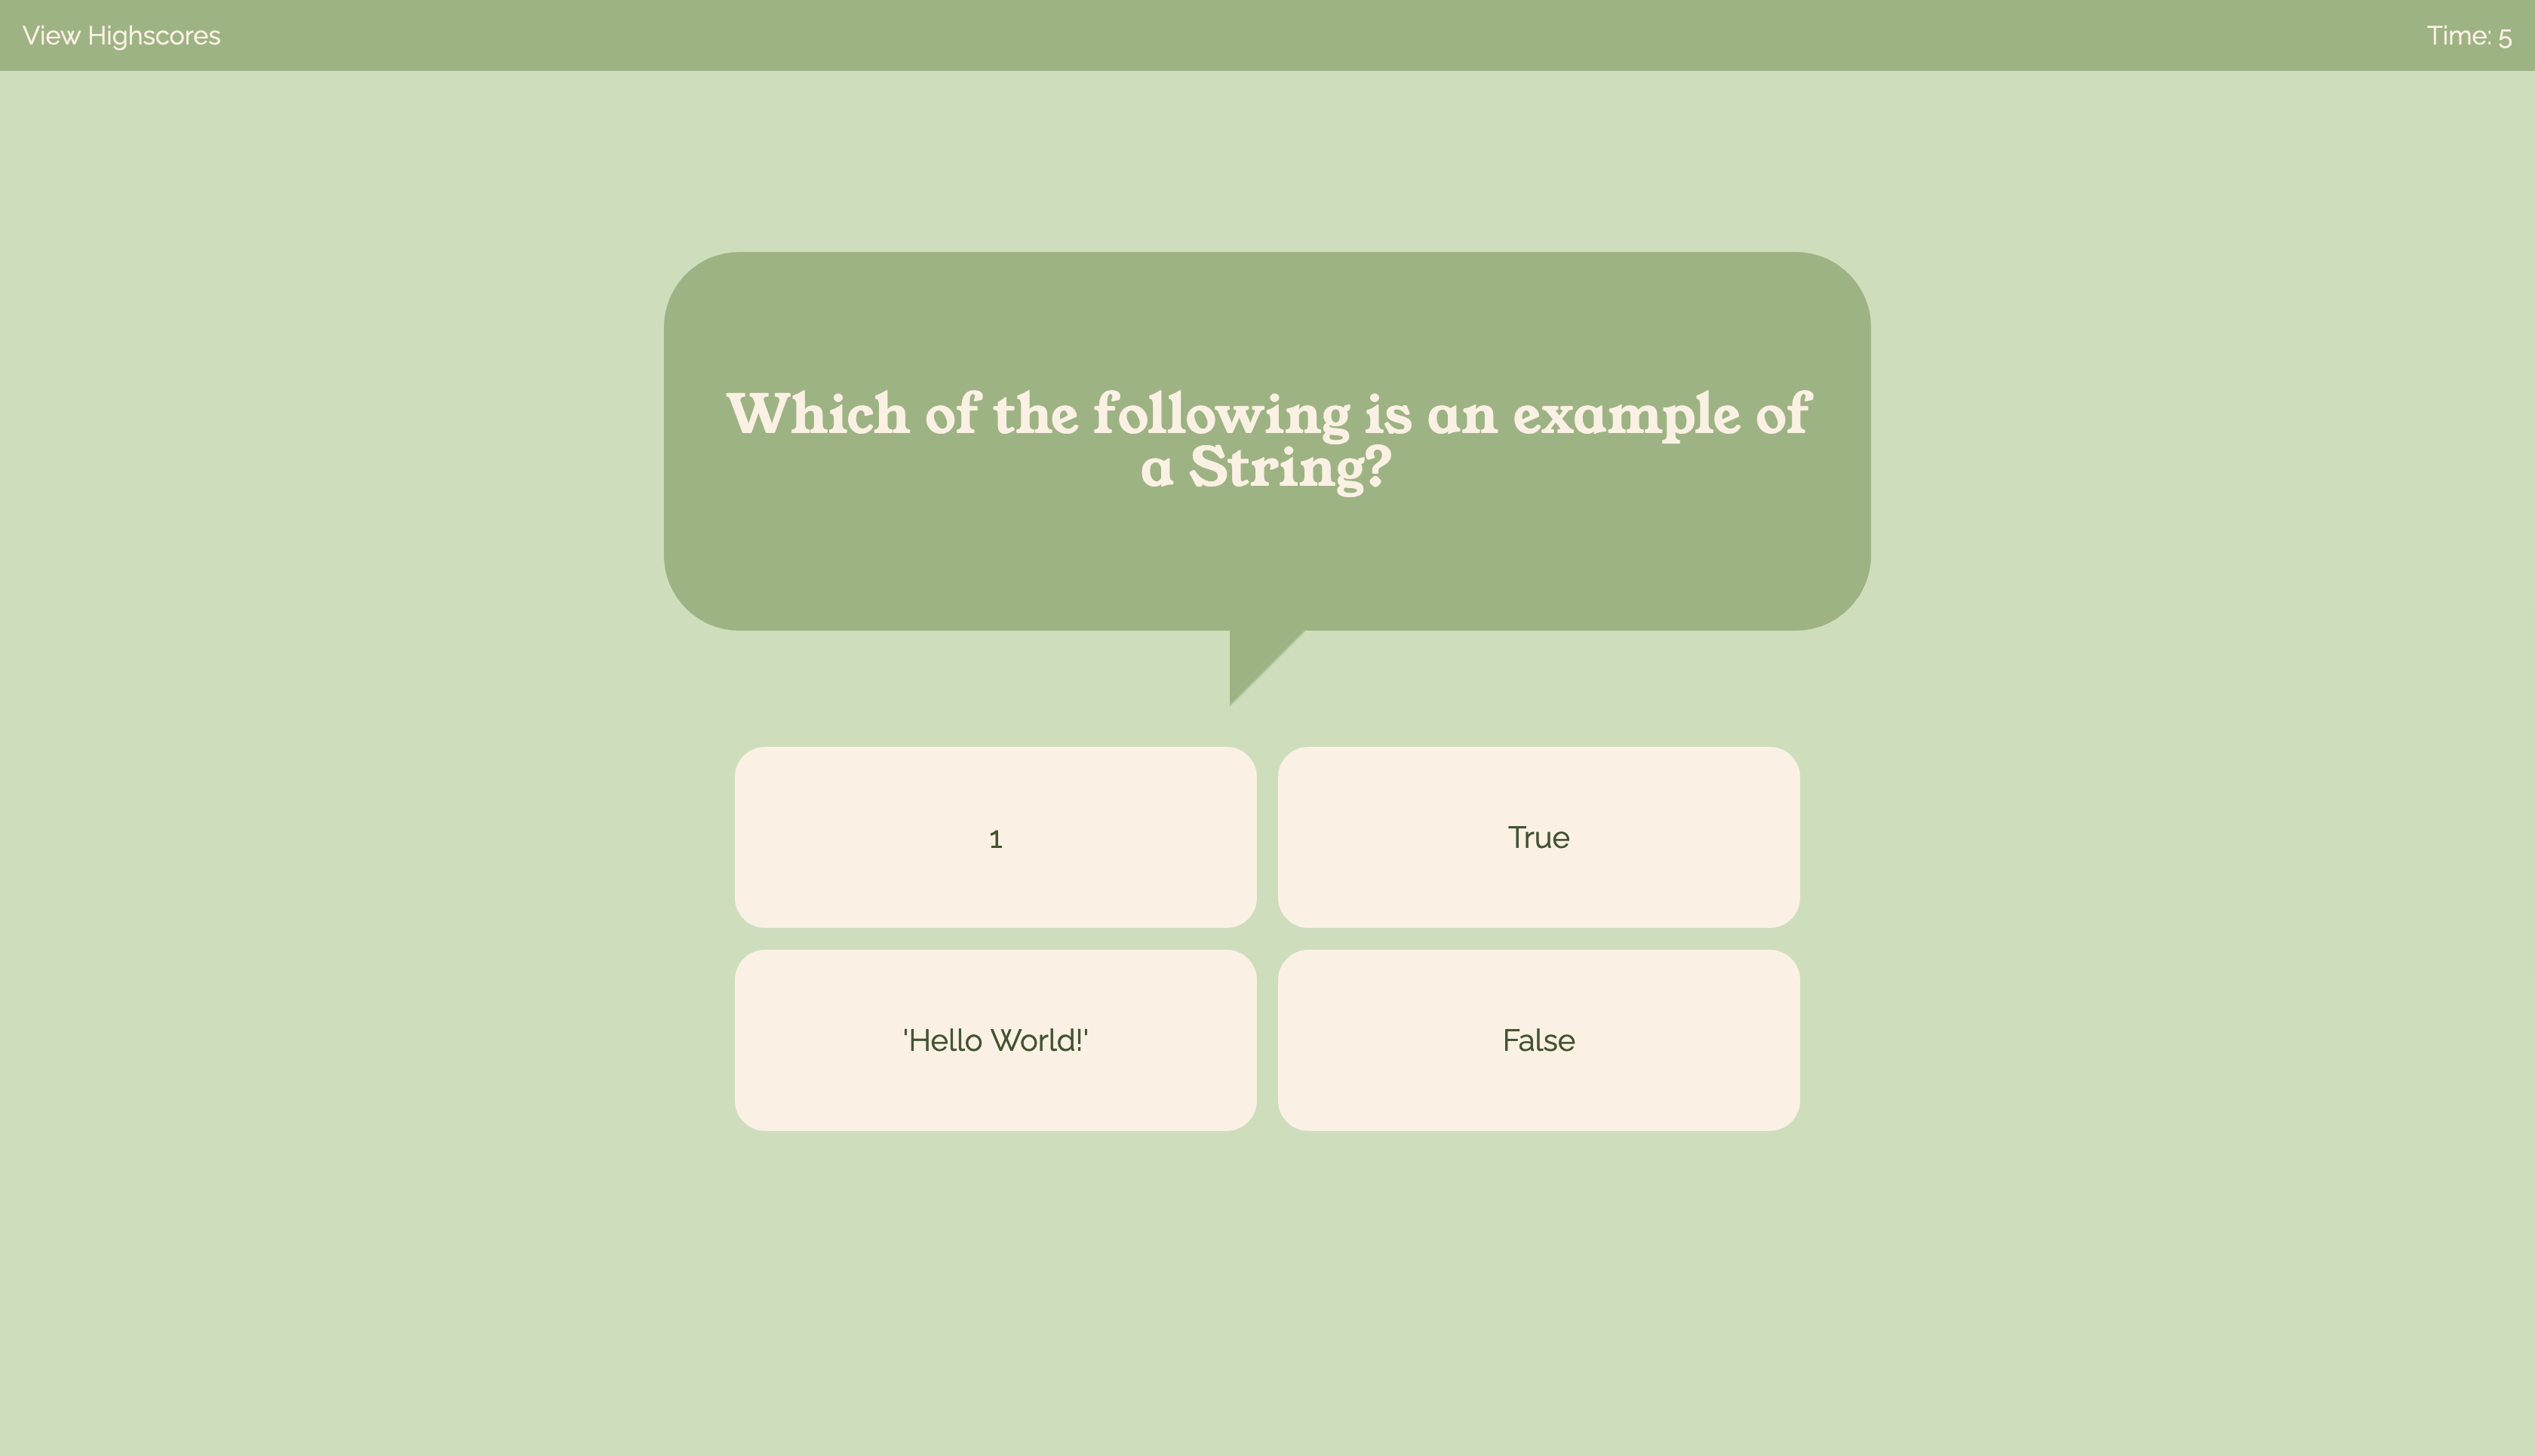 View Highscores
Time: 5
Which of the following is an example of
a String?
1
True
'Hello World!'
False